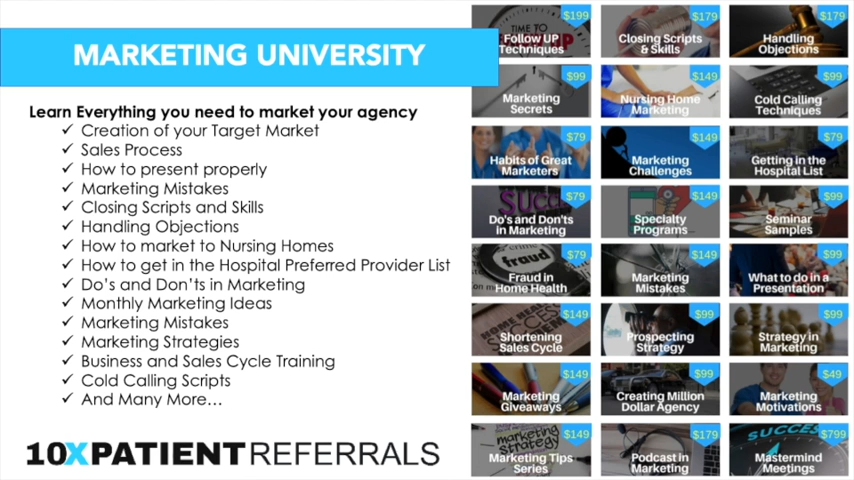 MARKETING UNIVERSITY
Learn Everything you need to market your agency
✓ Creation of your Target Market
✓ Sales Process
✓ How to present properly
✓ Marketing Mistakes
✓ Closing Scripts and Skills
✓ Handling Objections
✓ How to market to Nursing Homes
✓ How to get in the Hospital Preferred Provider List
✓ Do's and Don'ts in Marketing
✓ Monthly Marketing Ideas
✓ Marketing Mistakes
✓ Marketing Strategies
✓ Business and Sales Cycle Training
✓ Cold Calling Scripts
✓ And Many More…
10XPATIENTREFERRALS
$199
TIME TO
Follow UP
Techniques
$179
Closing Scripts
& Skills
$179
Handling
Objections
$99
Marketing
Secrets
$149
Nursing Home
Marketing
$99
Cold Calling
Techniques
$79
Habits of Great
Marketers
$149
Marketing
Challenges
$79
Getting in the
Hospital List
$79
SUCC
Do's and Don'ts
in Marketing
$149
Specialty
Programs
$99
Seminar
Samples
$79
fraud
Fraud in
Home Health
$149
Marketing
Mistakes
$99
What to do in a
Presentation
$149
Shortening
Sales Cycle
$99
Prospecting
Strategy
$99
Strategy in
Marketing
$149
Marketing
Giveaways
$99
Creating Million
Dollar Agency
$49
Marketing
Motivations
$149
marketing
strategy
Marketing Tips
Series
$179
Podcast in
Marketing
$799
SUCCESS
Mastermind
Meetings